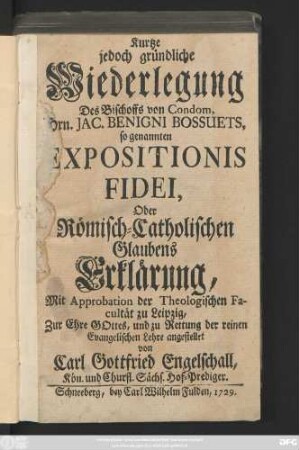 Kurtze
jedoch gründliche
Wiederlegung
Des Bischoffs von Condom,
Hrn. JAC. BENIGNI BOSSUETS,
so genannten
EXPOSITIONIS
FIDEI,
Oder
Römisch-Catholischen
Glaubens
Erklärung,
Mit Approbation der Theologischen Fa-
cultät zu Leipzig,
Zur Ehre GOttes, und zu Rettung der reinen
Evangelischen Lehre angestellet
von
Carl Gottfried Engelschall,
Kön. und Churfl. Sächs. Hof-Prediger.
Schneeberg, bey Carl Wilhelm Fulden, 1729.